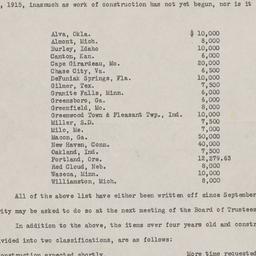 , 1915, inasmuch as work of construction has not yet begun, nor is it
Alva, Okla. $ 10,000
Almont, Mich. 8,000
Burley, Idaho 10,000
Canton, Kan. 6,000
Cape Girardeau, Mo. 20,000
Chase City, Va. 6,500
DeFuniak Springs, Fla. 10,000
Gilmer, Tex. 7,500
Granite Falls, Minn. 6,000
Greensboro, Ga. 6,000
Greenfield, Mo. 8,000
Greenwood Town & Pleasant Twp., Ind. 10,000
Miller, S.D. 7,500
Milo, Me. 7,000
Macon, Ga. 50,000
New Haven, Conn. 40,000
Oakland, Ind. 7,500
Portland, Ore. 12,279.63
Red Cloud, Neb. 8,000
Waseca, Minn. 10,000
Williamston, Mich. 8,000
All of the above list have either been written off since September
ity may be asked to do so at the next meeting of the Board of Trustees
In addition to the above, the items over four years old and constr
ivided into two classifications, are as follows:
onstruction expected shortly More time requested